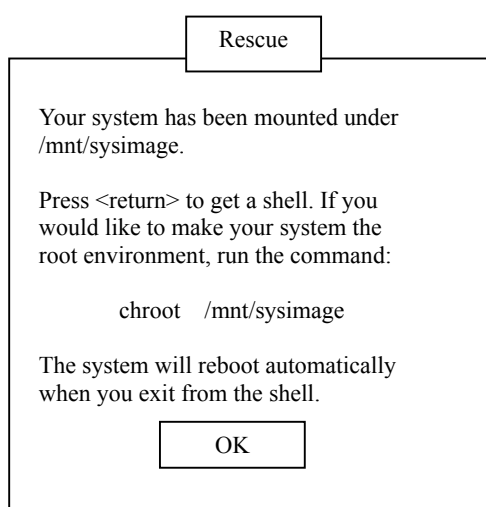 Rescue
Your system has been mounted under
/mnt/sysimage.
Press <return> to get a shell. If you
would like to make your system the
root environment, run the command:
chroot /mnt/sysimage
The system will reboot automatically
when you exit from the shell.
OK